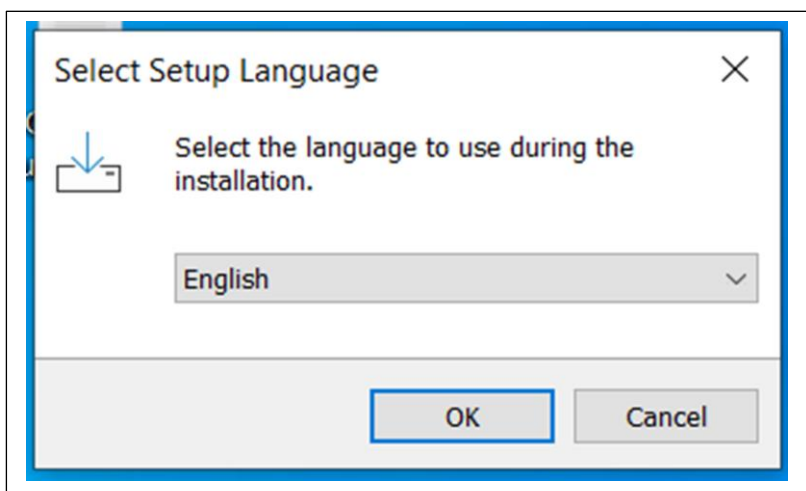 Select Setup Language
Select the language to use during the
installation.
English
OK
Cancel